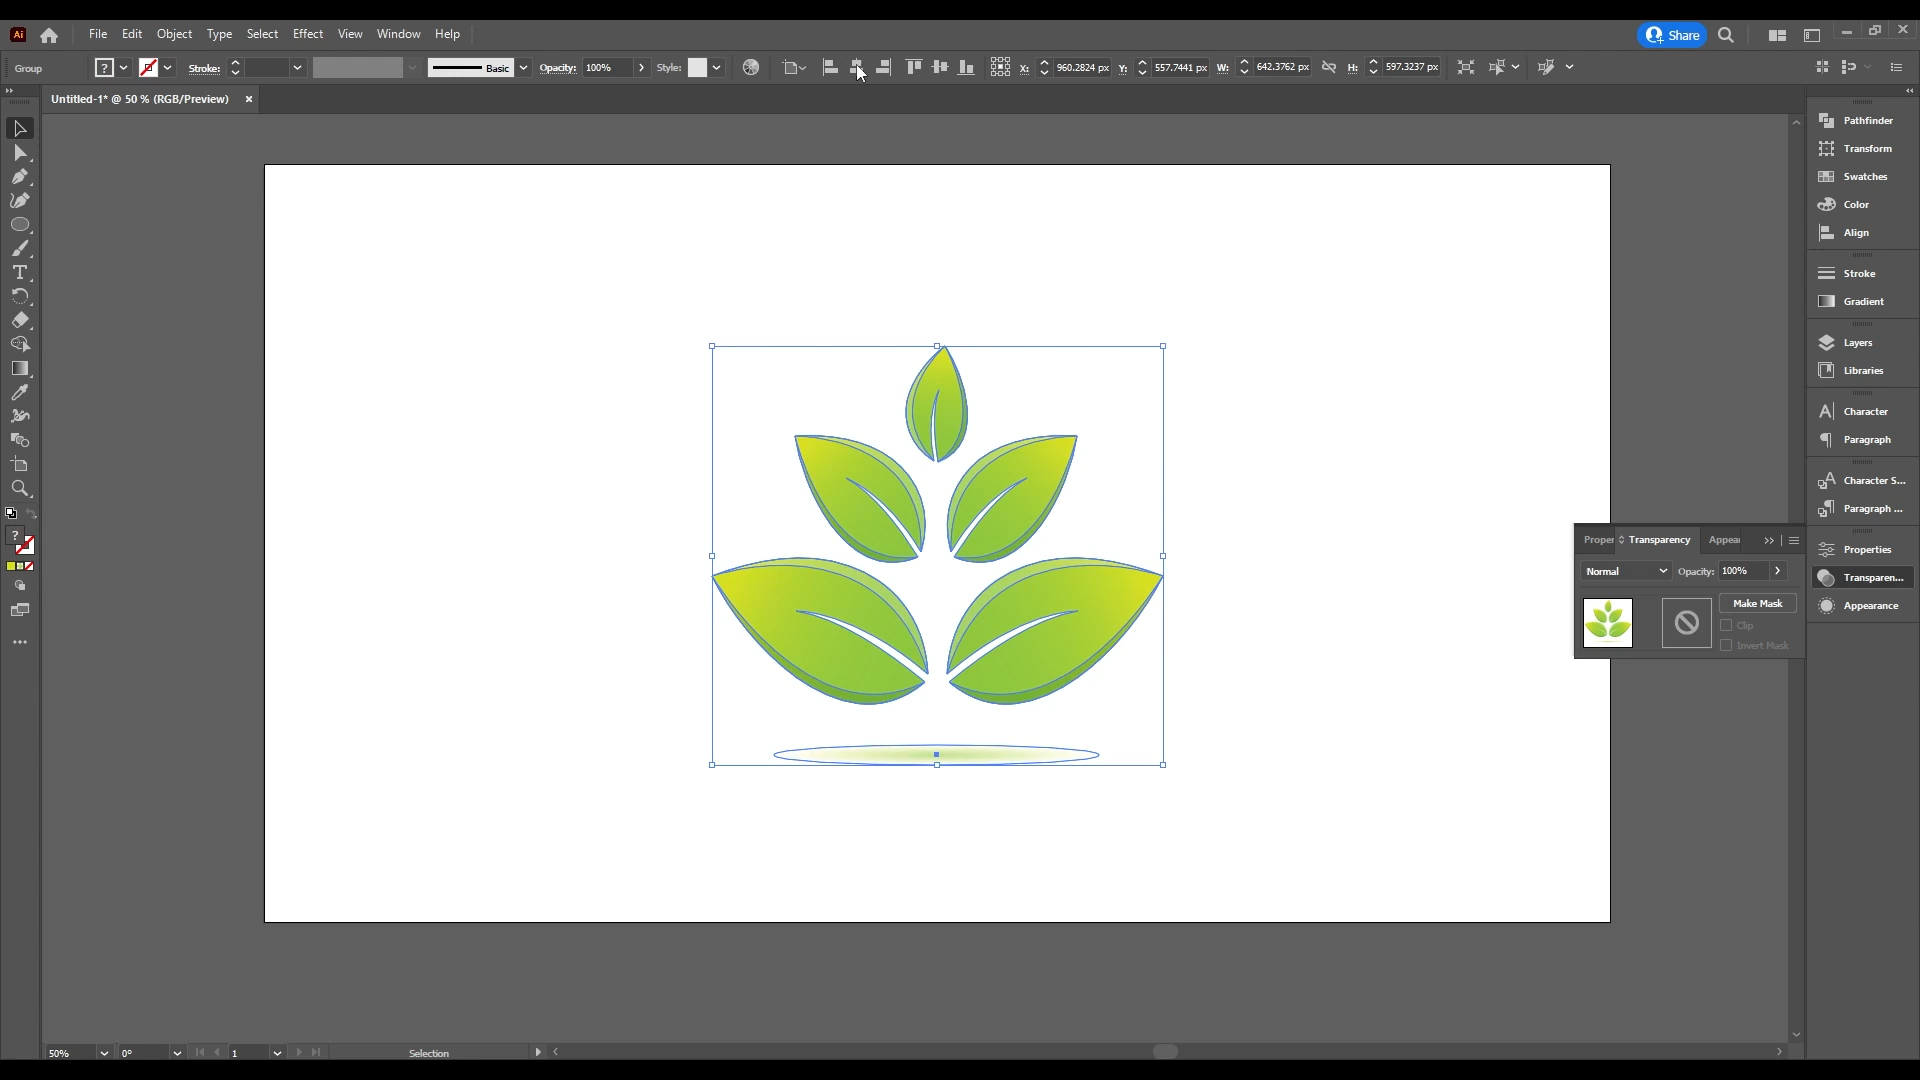 Ai File Edit Object Type Select Effect View Window Help Share
Group ? Stroke: Basic Opacity: 100% Style: X: 960.2824 px Y: 557.7441 px W: 642.3762 px H: 597.3237 px
Untitled-1* @ 50 % (RGB/Preview) ×
Pathfinder
Transform
Swatches
Color
Align
Stroke
Gradient
Layers
Libraries
Character
Paragraph
Character S...
Paragraph ...
Properties
Transparen...
Appearance
Proper Transparency Appear
Normal Opacity: 100%
Make Mask
Clip
Invert Mask
?
50% 0° 1 Selection